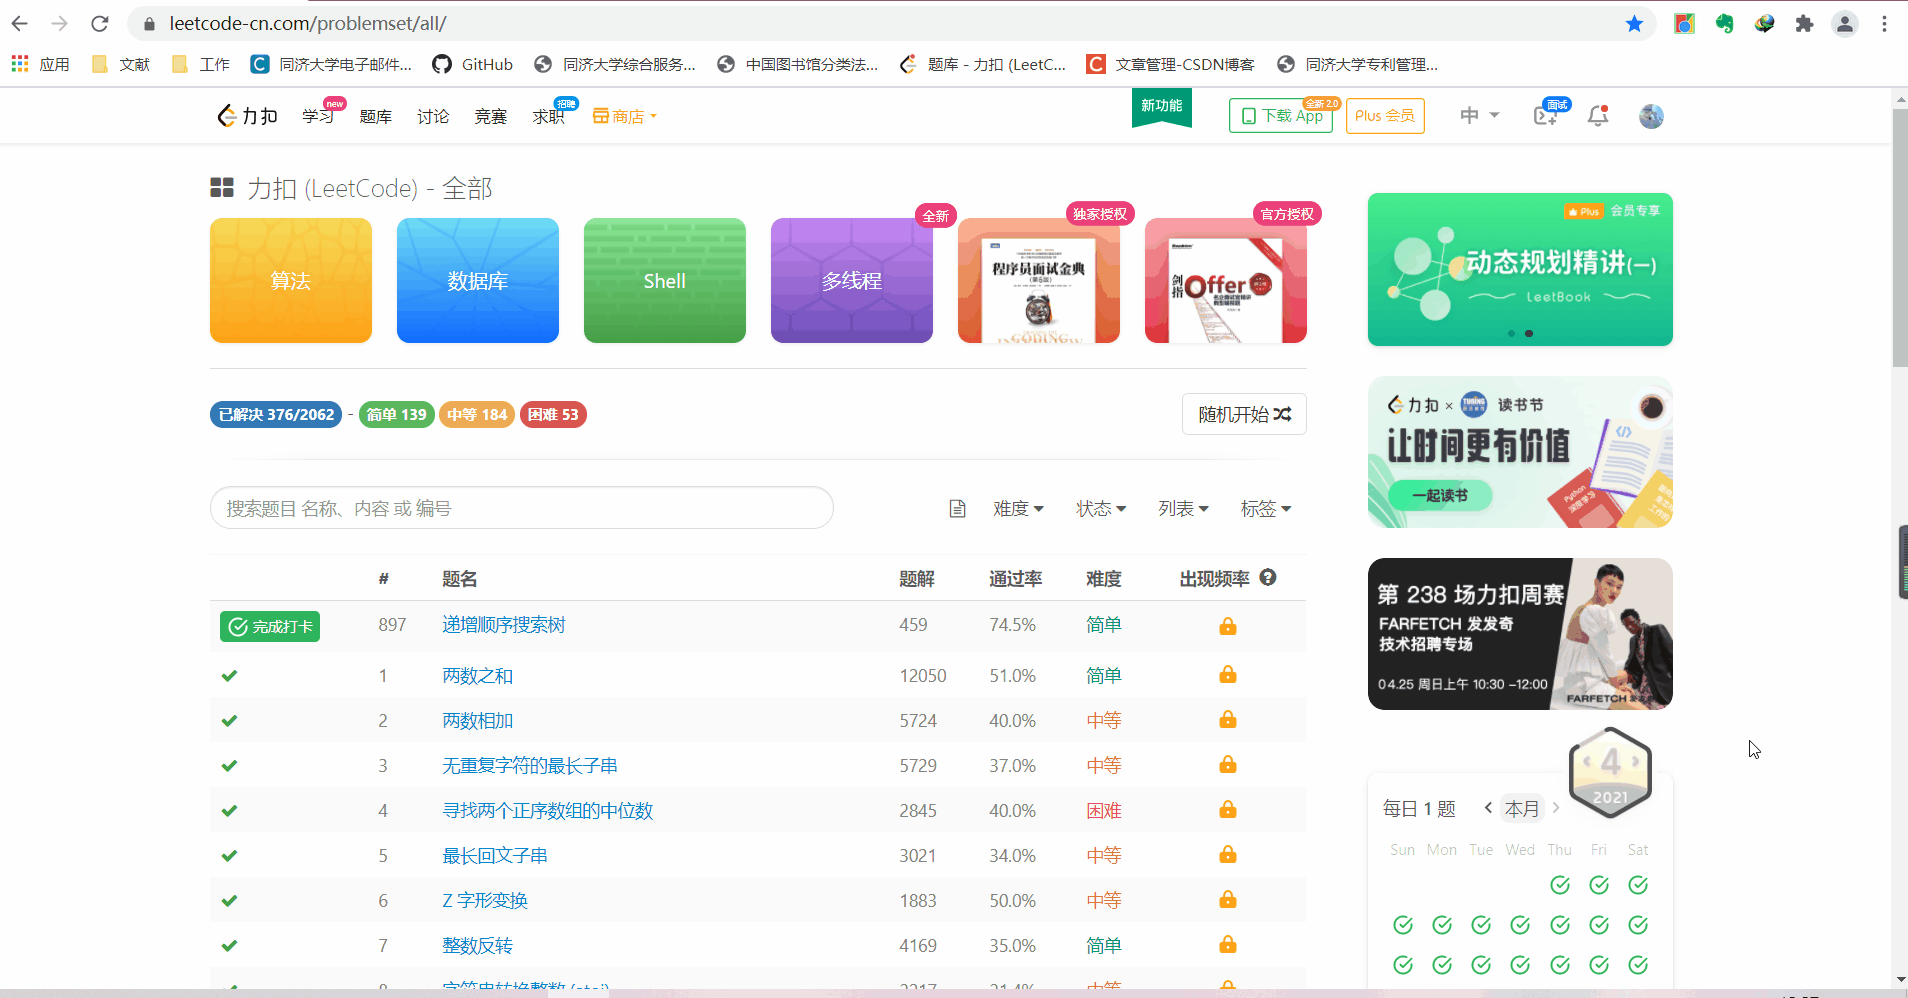 leetcode-cn.com/problemset/all/
应用 文献 工作 同济大学电子邮件... GitHub 同济大学综合服务... 中国图书馆分类法... 题库 - 力扣 (LeetC... 文章管理-CSDN博客 同济大学专利管理...
力扣 学习 new 题库 讨论 竞赛 求职 招聘 商店 新功能 下载 App 全新 2.0 Plus 会员 中 面试
力扣 (LeetCode) - 全部
算法 数据库 Shell 多线程 全新
独家授权
程序员面试金典
(第6版)
CODING
官方授权
剑指Offer
Plus 会员专享
动态规划精讲(一)
LeetBook
已解决 376/2062 - 简单 139 中等 184 困难 53 随机开始
力扣 × TURING 读书节
让时间更有价值
一起读书
Python
搜索题目 名称、内容 或 编号 难度 状态 列表 标签
# 题名 题解 通过率 难度 出现频率
完成打卡 897 递增顺序搜索树 459 74.5% 简单
1 两数之和 12050 51.0% 简单
2 两数相加 5724 40.0% 中等
3 无重复字符的最长子串 5729 37.0% 中等
4 寻找两个正序数组的中位数 2845 40.0% 困难
5 最长回文子串 3021 34.0% 中等
6 Z 字形变换 1883 50.0% 中等
7 整数反转 4169 35.0% 简单
8 字符串转换整数 (atoi) 2217 21.4% 中等
第 238 场力扣周赛
FARFETCH 发发奇
技术招聘专场
04.25 周日上午 10:30 -12:00
FARFETCH 发发奇
4
2021
每日 1 题 本月
Sun Mon Tue Wed Thu Fri Sat